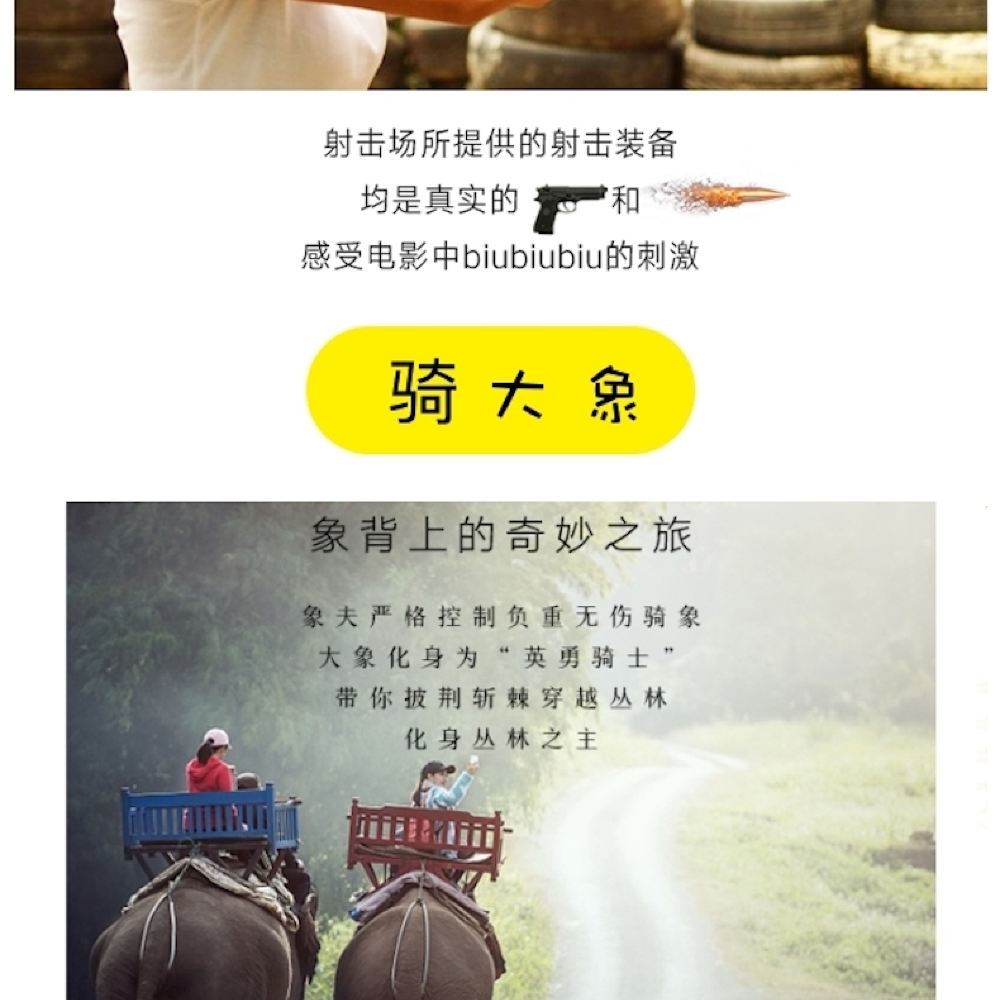 射击场所提供的射击装备
均是真实的 和
感受电影中biubiubiu的刺激
骑大象
象背上的奇妙之旅
象夫严格控制负重无伤骑象
大象化身为“英勇骑士”
带你披荆斩棘穿越丛林
化身丛林之主